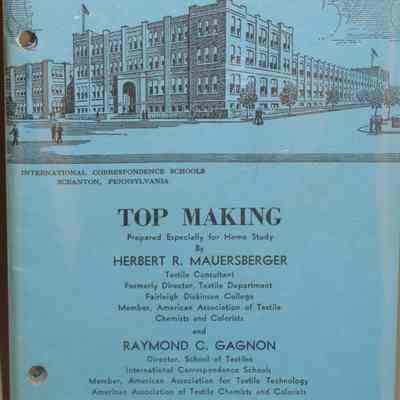 INTERNATIONAL CORRESPONDENCE SCHOOLS
SCRANTON, PENNSYLVANIA
TOP MAKING
Prepared Especially for Home Study
By
HERBERT R. MAUERSBERGER
Textile Consultant
Formerly Director, Textile Department
Fairleigh Dickinson College
Member, American Association of Textile
Chemists and Colorists
and
RAYMOND C. GAGNON
Director, School of Textiles
International Correspondence Schools
Member, American Association for Textile Technology
American Association of Textile Chemists and Colorists